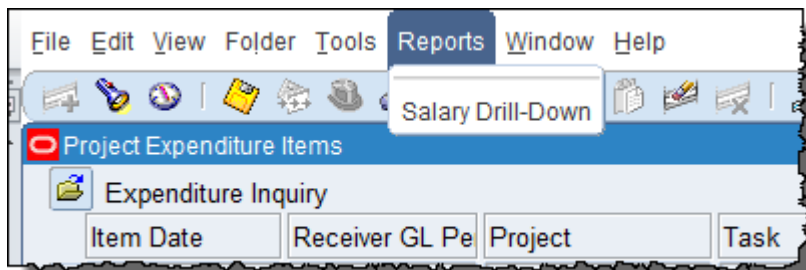 File Edit View Folder Tools Reports Window Help
Salary Drill-Down
Project Expenditure Items
Expenditure Inquiry
Item Date Receiver GL Pe Project Task